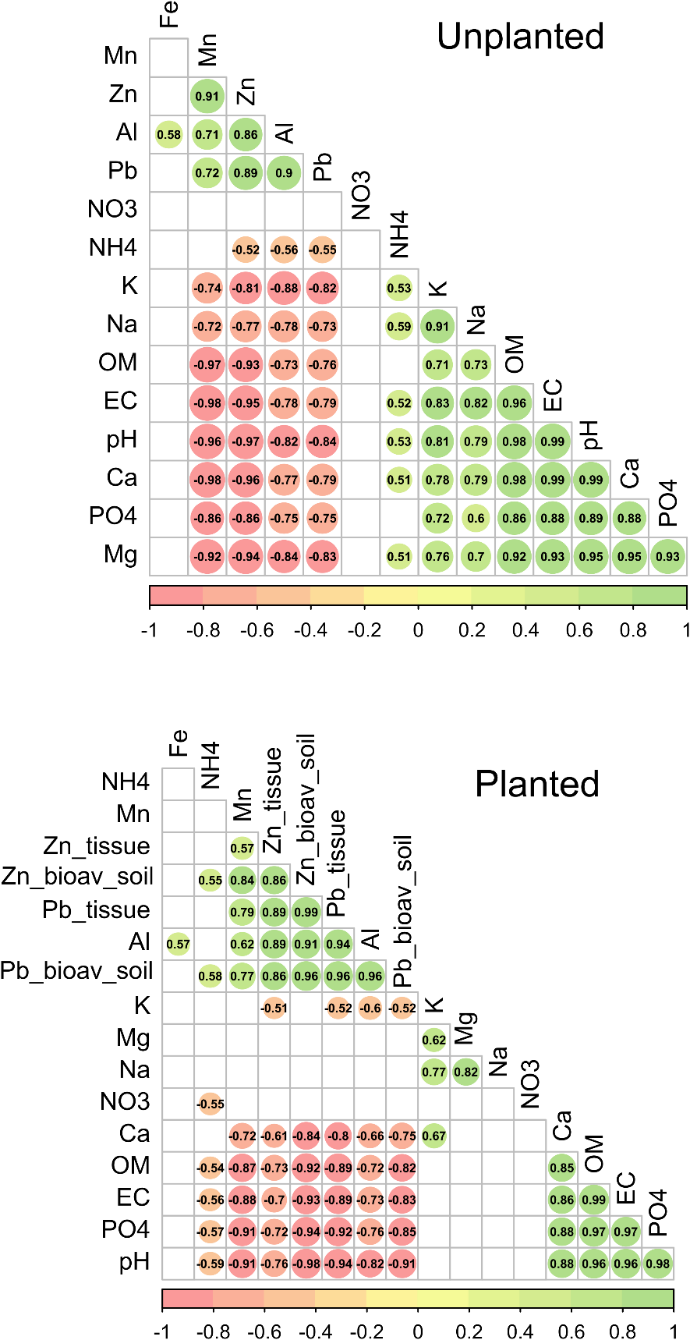 Unplanted
Fe
Mn Mn
Zn 0.91 Zn
Al 0.58 0.71 0.86 Al
Pb 0.72 0.89 0.9 Pb
NO3 NO3
NH4 -0.52 -0.56 -0.55 NH4
K -0.74 -0.81 -0.88 -0.82 0.53 K
Na -0.72 -0.77 -0.78 -0.73 0.59 0.91 Na
OM -0.97 -0.93 -0.73 -0.76 0.71 0.73 OM
EC -0.98 -0.95 -0.78 -0.79 0.52 0.83 0.82 0.96 EC
pH -0.96 -0.97 -0.82 -0.84 0.53 0.81 0.79 0.98 0.99 pH
Ca -0.98 -0.96 -0.77 -0.79 0.51 0.78 0.79 0.98 0.99 0.99 Ca
PO4 -0.86 -0.86 -0.75 -0.75 0.72 0.6 0.86 0.88 0.89 0.88 PO4
Mg -0.92 -0.94 -0.84 -0.83 0.51 0.76 0.7 0.92 0.93 0.95 0.95 0.93
-1 -0.8 -0.6 -0.4 -0.2 0 0.2 0.4 0.6 0.8 1
Planted
Fe
NH4 NH4
Mn Mn
Zn_tissue 0.57 Zn_tissue
Zn_bioav_soil 0.55 0.84 0.86 Zn_bioav_soil
Pb_tissue 0.79 0.89 0.99 Pb_tissue
Al 0.57 0.62 0.89 0.91 0.94 Al
Pb_bioav_soil 0.58 0.77 0.86 0.96 0.96 0.96 Pb_bioav_soil
K -0.51 -0.52 -0.6 -0.52 K
Mg 0.62 Mg
Na 0.77 0.82 Na
NO3 -0.55 NO3
Ca -0.72 -0.61 -0.84 -0.8 -0.66 -0.75 0.67 Ca
OM -0.54 -0.87 -0.73 -0.92 -0.89 -0.72 -0.82 0.85 OM
EC -0.56 -0.88 -0.7 -0.93 -0.89 -0.73 -0.83 0.86 0.99 EC
PO4 -0.57 -0.91 -0.72 -0.94 -0.92 -0.76 -0.85 0.88 0.97 0.97 PO4
pH -0.59 -0.91 -0.76 -0.98 -0.94 -0.82 -0.91 0.88 0.96 0.96 0.98
-1 -0.8 -0.6 -0.4 -0.2 0 0.2 0.4 0.6 0.8 1